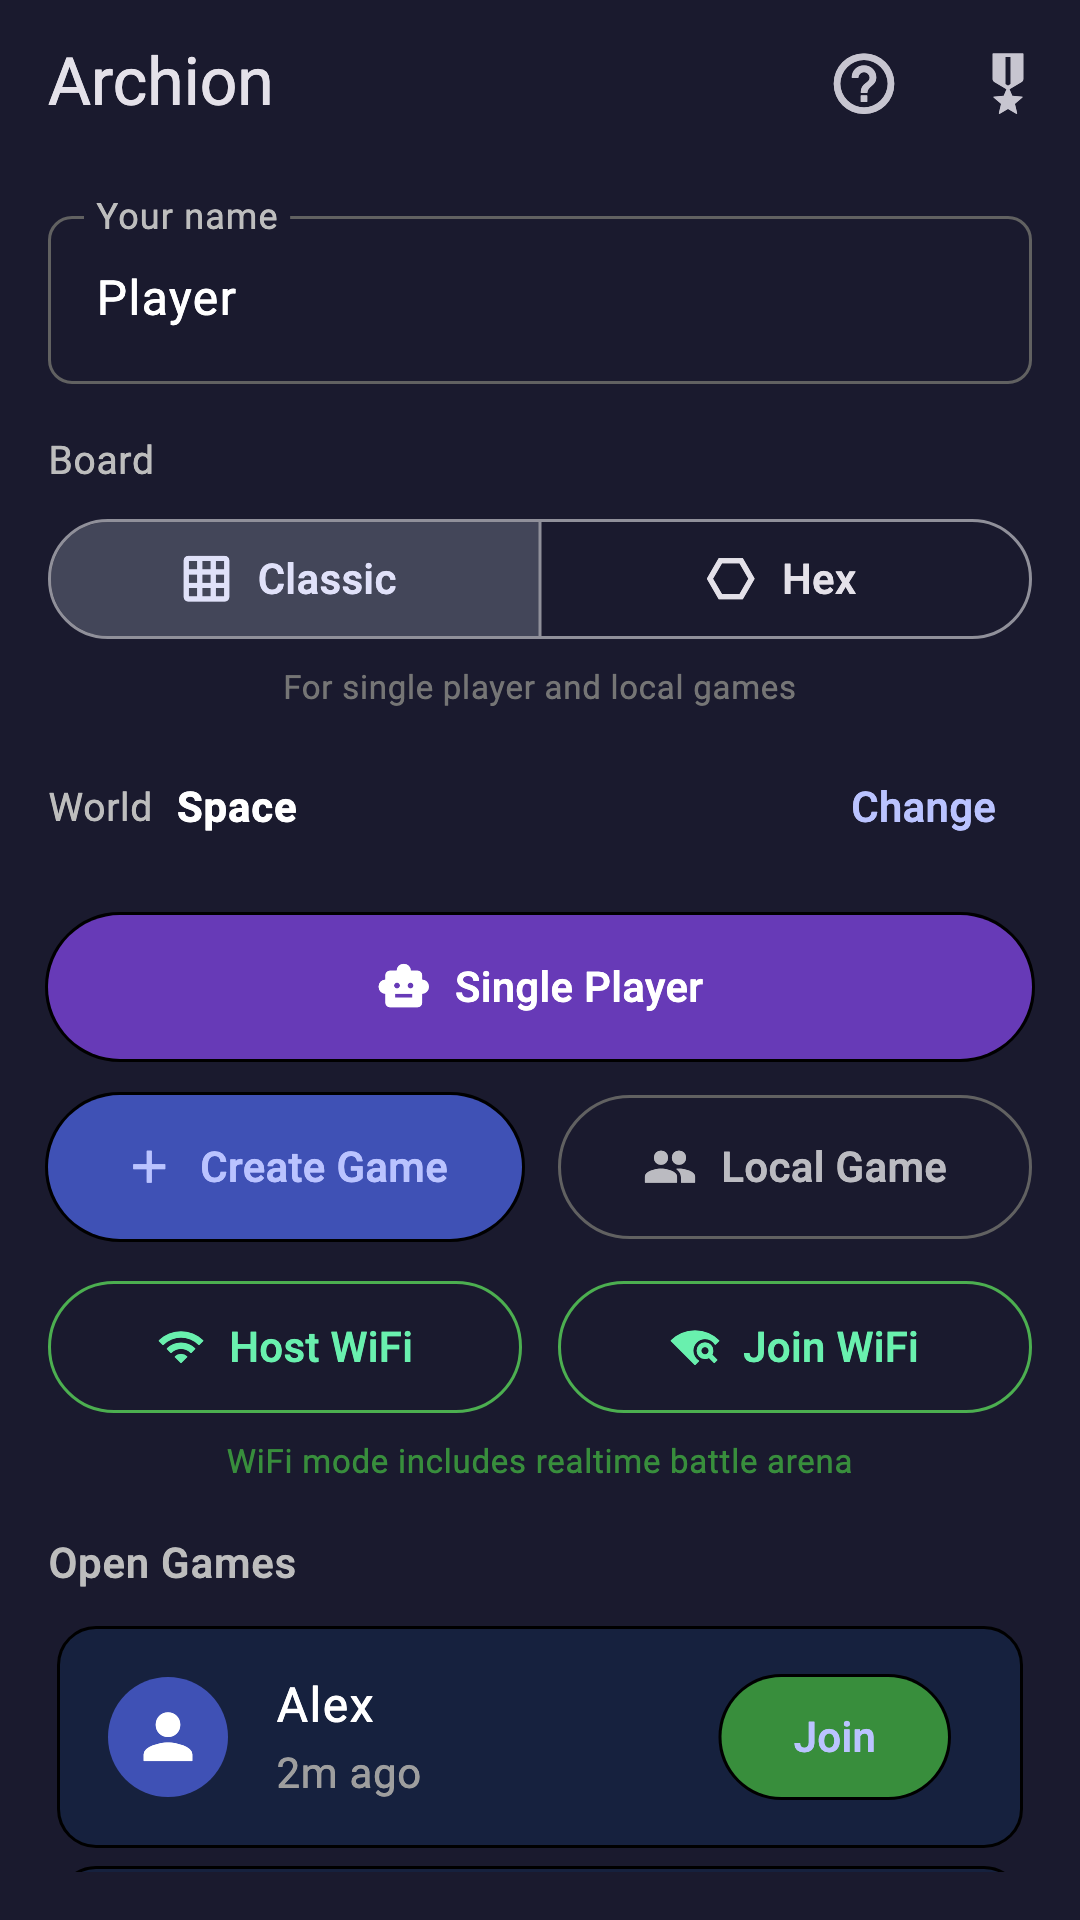 Archion
Your name
Player
Board
Classic
Hex
For single player and local games
World Space
Change
Single Player
Create Game
Local Game
Host WiFi
Join WiFi
WiFi mode includes realtime battle arena
Open Games
Alex
2m ago
Join